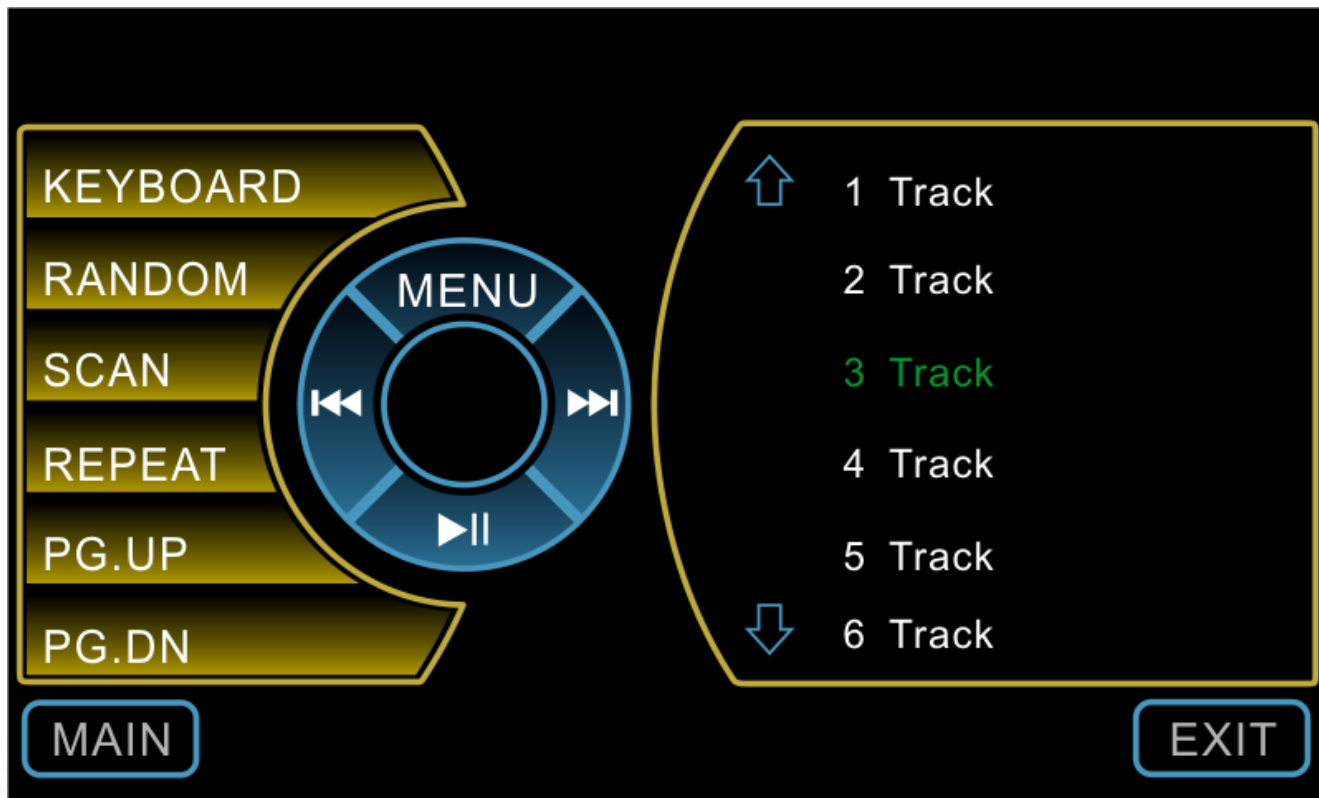 KEYBOARD
RANDOM
SCAN
REPEAT
PG.UP
PG.DN
MENU
1 Track
2 Track
3 Track
4 Track
5 Track
6 Track
MAIN
EXIT